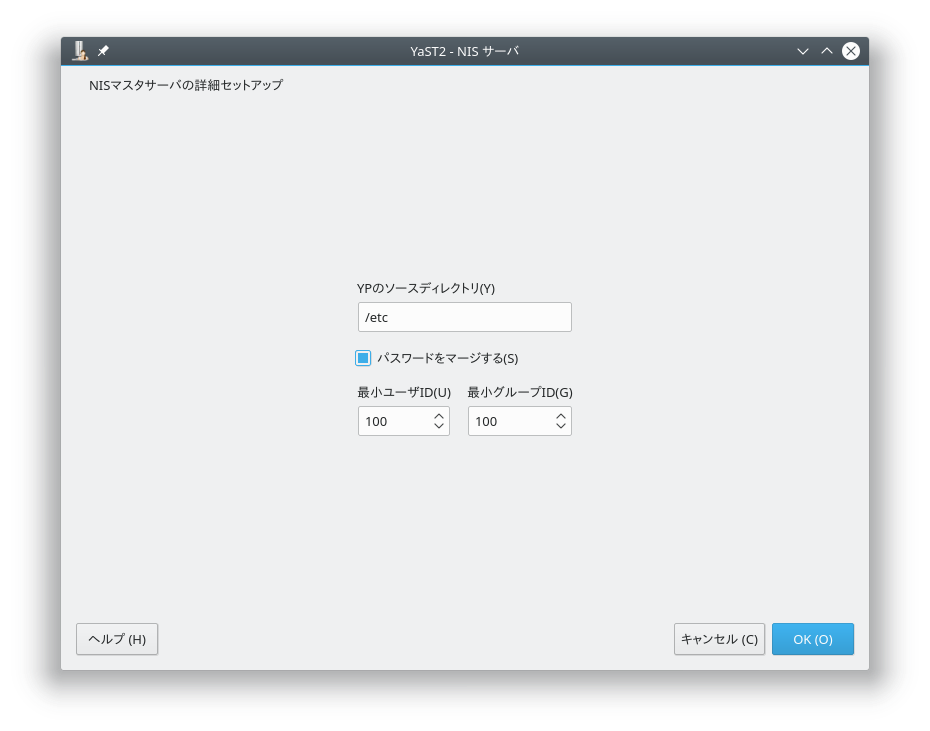 YaST2 - NIS サーバ
NISマスタサーバの詳細セットアップ
YPのソースディレクトリ(Y)
/etc
パスワードをマージする(S)
最小ユーザID(U) 最小グループID(G)
100 100
ヘルプ (H) キャンセル (C) OK (O)